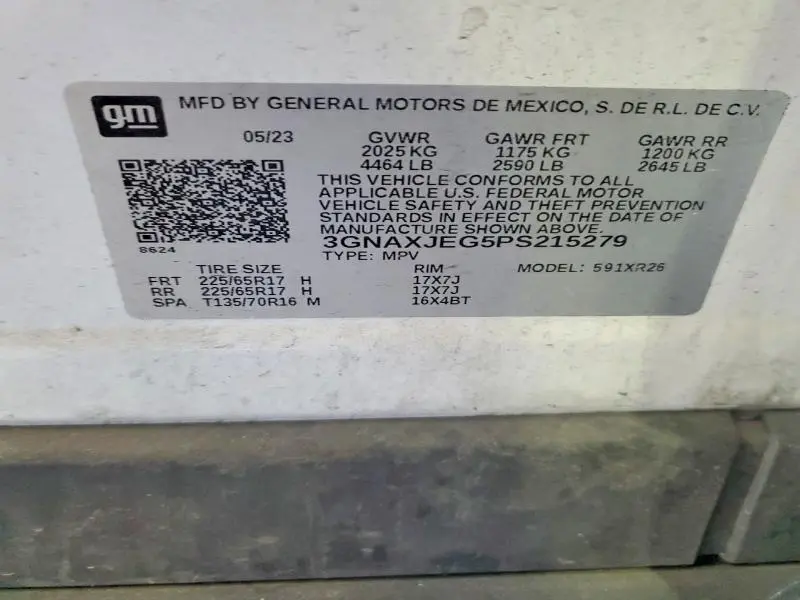 gm MFD BY GENERAL MOTORS DE MEXICO, S. DE R.L. DE C.V.
05/23 GVWR GAWR FRT GAWR RR
2025 KG 1175 KG 1200 KG
4464 LB 2590 LB 2645 LB
THIS VEHICLE CONFORMS TO ALL
APPLICABLE U.S. FEDERAL MOTOR
VEHICLE SAFETY AND THEFT PREVENTION
STANDARDS IN EFFECT ON THE DATE OF
MANUFACTURE SHOWN ABOVE.
8624 3GNAXJEG5PS215279
TYPE: MPV
TIRE SIZE RIM MODEL: 591XR26
FRT 225/65R17 H 17X7J
RR 225/65R17 H 17X7J
SPA T135/70R16 M 16X4BT